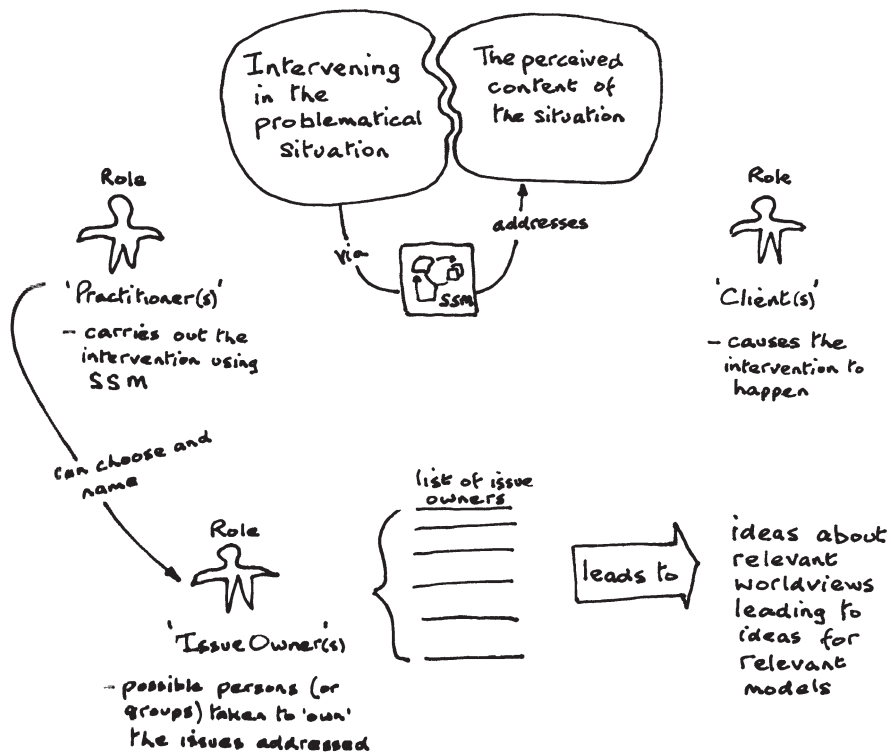 Intervening
in the
problematical
situation
The perceived
content of
the situation
Role
Role
via
addresses
SSM
'Practitioner(s)'
- carries out the
intervention using
SSM
'Client(s)'
- causes the
intervention to
happen
can choose and
name
list of issue
owners
Role
leads to
ideas about
relevant
worldviews
leading to
ideas for
relevant
models
'Issue Owner(s)
- possible persons (or
groups) taken to 'own'
the issues addressed